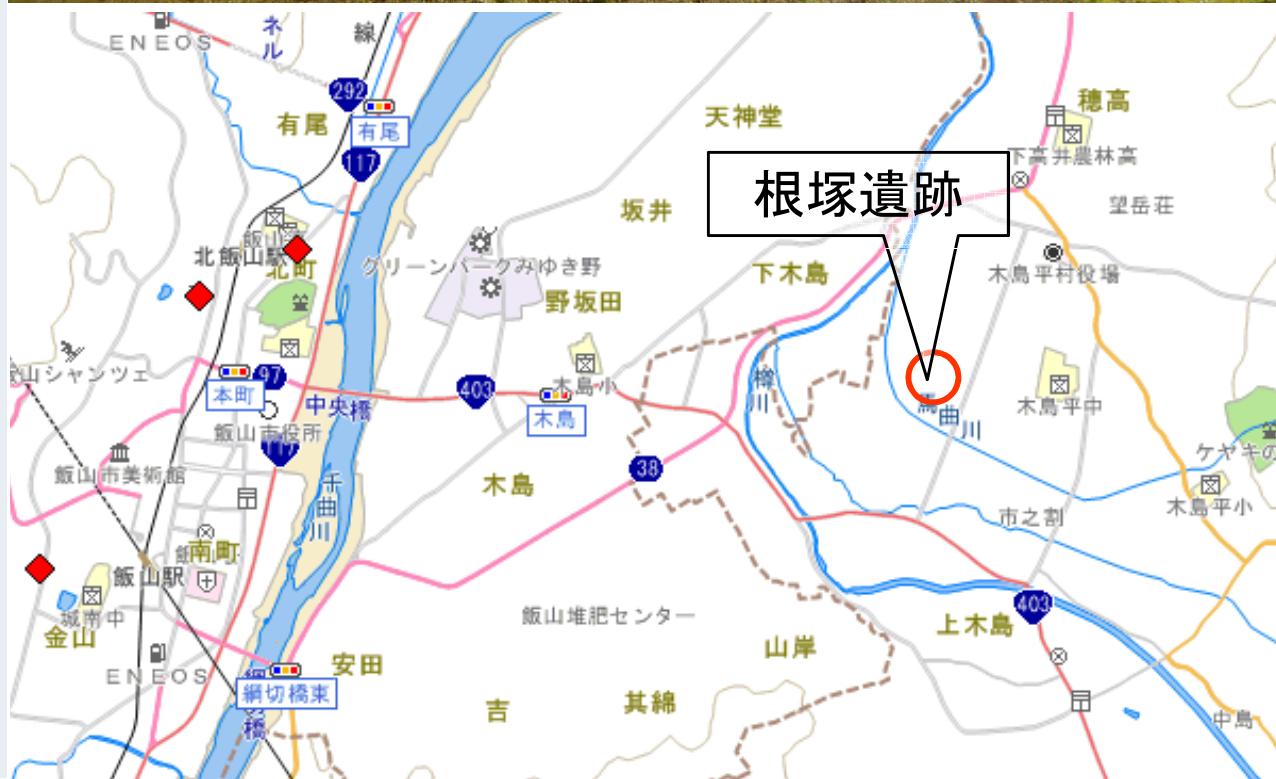 ENEOS
ネル
線
292
有尾
有尾
117
天神堂
穂高
下高井農林高
根塚遺跡
望岳荘
坂井
北飯山駅
北町
グリーンパークみゆき野
野坂田
下木島
木島平村役場
山シャンツェ
本町
97
中央橋
403
木島
木島小
樽川
馬曲川
木島平中
ケヤキの
飯山市役所
117
飯山市美術館
千曲川
木島
38
市之割
木島平小
南町
飯山駅
城南中
金山
飯山堆肥センター
403
上木島
山岸
ENEOS
安田
綱切橋東
綱切橋
吉
其綿
中島